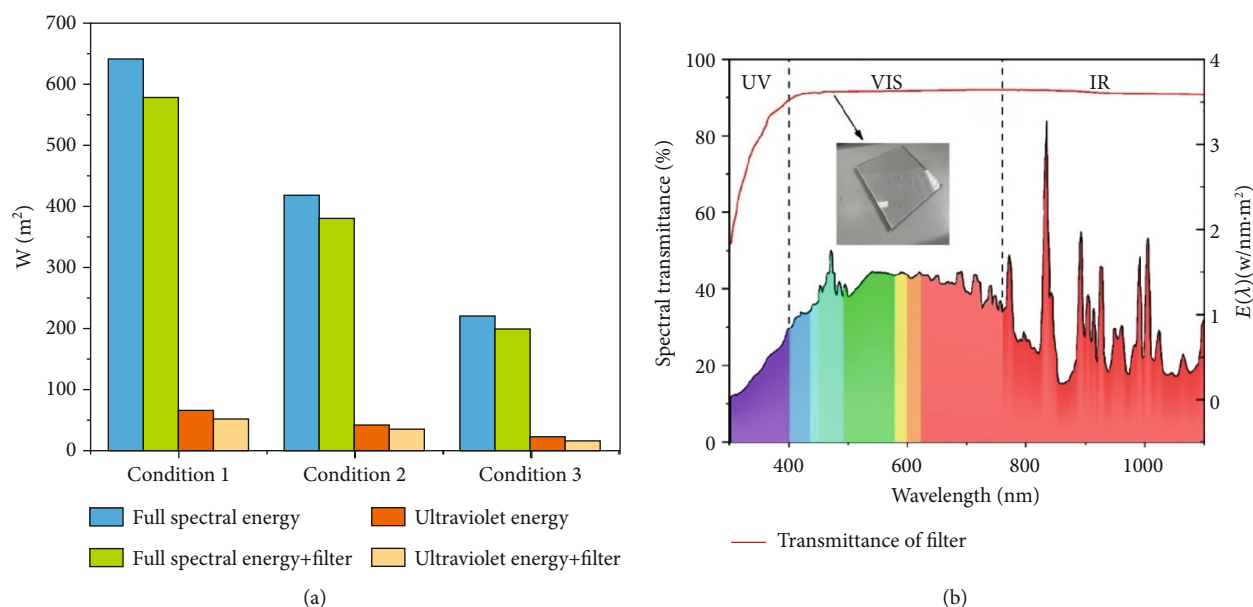 700
600
500
400
300
200
100
0
W (m²)
Condition 1
Condition 2
Condition 3
Full spectral energy
Ultraviolet energy
Full spectral energy+filter
Ultraviolet energy+filter
(a)
100
80
60
40
20
0
Spectral transmittance (%)
UV
VIS
IR
4
3
2
1
0
E(λ)(w/nm·m²)
400
600
800
1000
Wavelength (nm)
Transmittance of filter
(b)